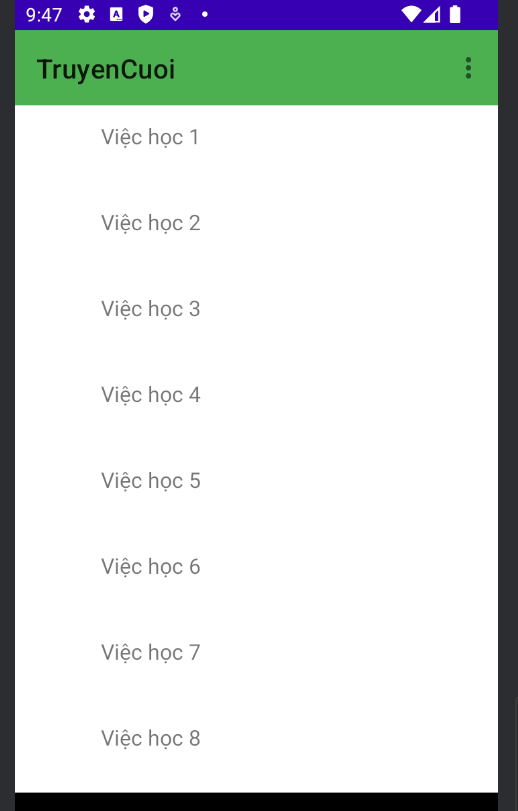 9:47
TruyenCuoi
Việc học 1
Việc học 2
Việc học 3
Việc học 4
Việc học 5
Việc học 6
Việc học 7
Việc học 8